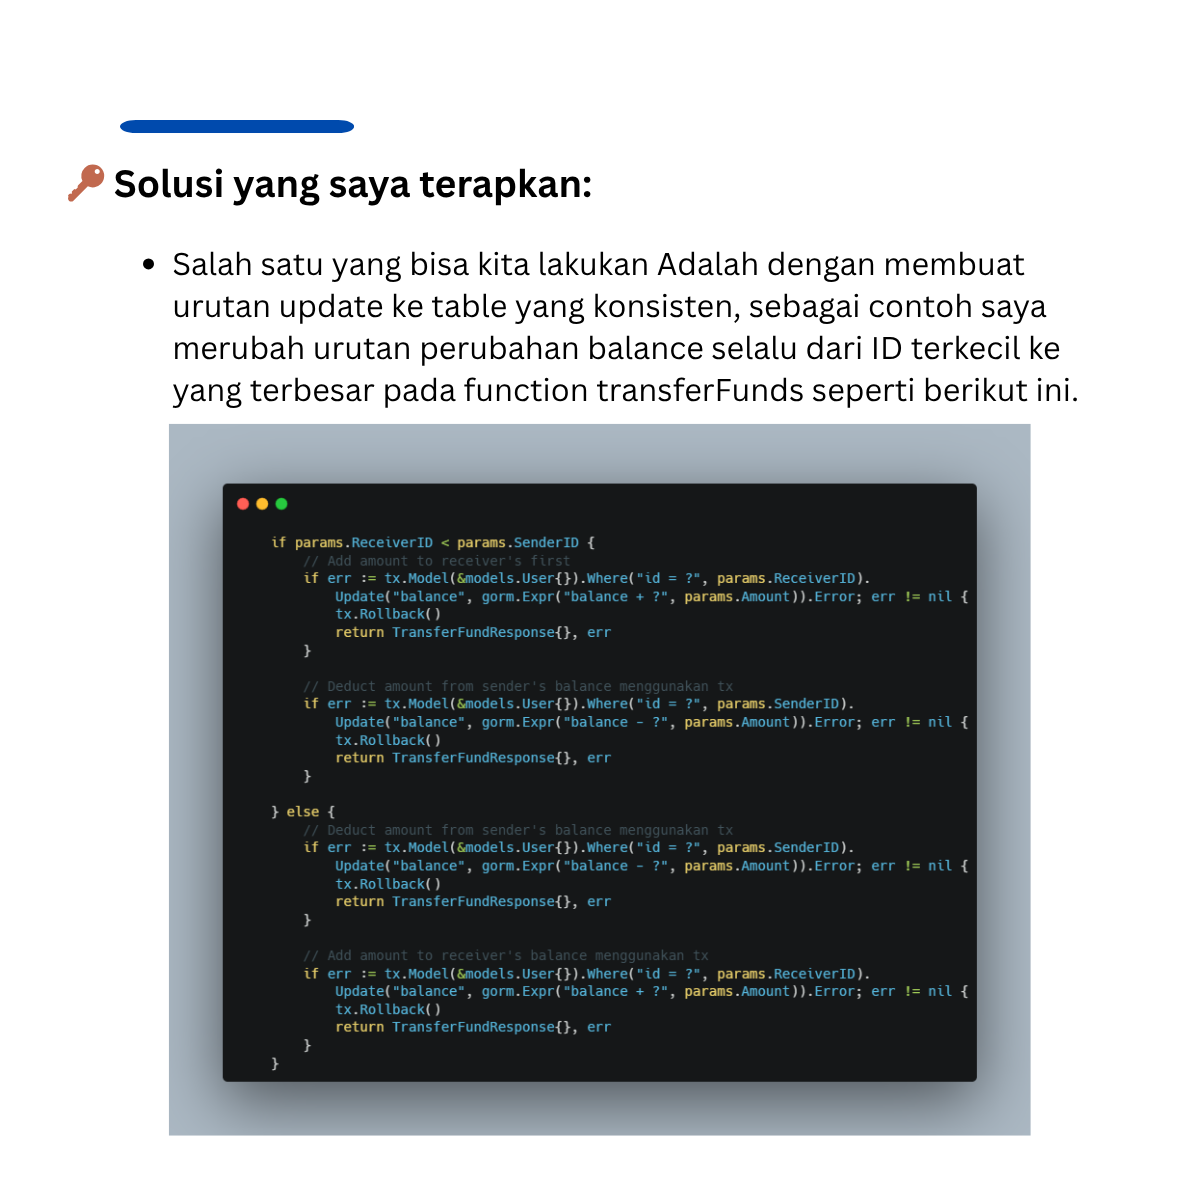 Solusi yang saya terapkan:
• Salah satu yang bisa kita lakukan Adalah dengan membuat
urutan update ke table yang konsisten, sebagai contoh saya
merubah urutan perubahan balance selalu dari ID terkecil ke
yang terbesar pada function transferFunds seperti berikut ini.
if params.ReceiverID < params.SenderID {
    // Add amount to receiver's first
    if err := tx.Model(&models.User{}).Where("id = ?", params.ReceiverID).
        Update("balance", gorm.Expr("balance + ?", params.Amount)).Error; err != nil {
        tx.Rollback()
        return TransferFundResponse{}, err
    }
    // Deduct amount from sender's balance menggunakan tx
    if err := tx.Model(&models.User{}).Where("id = ?", params.SenderID).
        Update("balance", gorm.Expr("balance - ?", params.Amount)).Error; err != nil {
        tx.Rollback()
        return TransferFundResponse{}, err
    }
} else {
    // Deduct amount from sender's balance menggunakan tx
    if err := tx.Model(&models.User{}).Where("id = ?", params.SenderID).
        Update("balance", gorm.Expr("balance - ?", params.Amount)).Error; err != nil {
        tx.Rollback()
        return TransferFundResponse{}, err
    }
    // Add amount to receiver's balance menggunakan tx
    if err := tx.Model(&models.User{}).Where("id = ?", params.ReceiverID).
        Update("balance", gorm.Expr("balance + ?", params.Amount)).Error; err != nil {
        tx.Rollback()
        return TransferFundResponse{}, err
    }
}